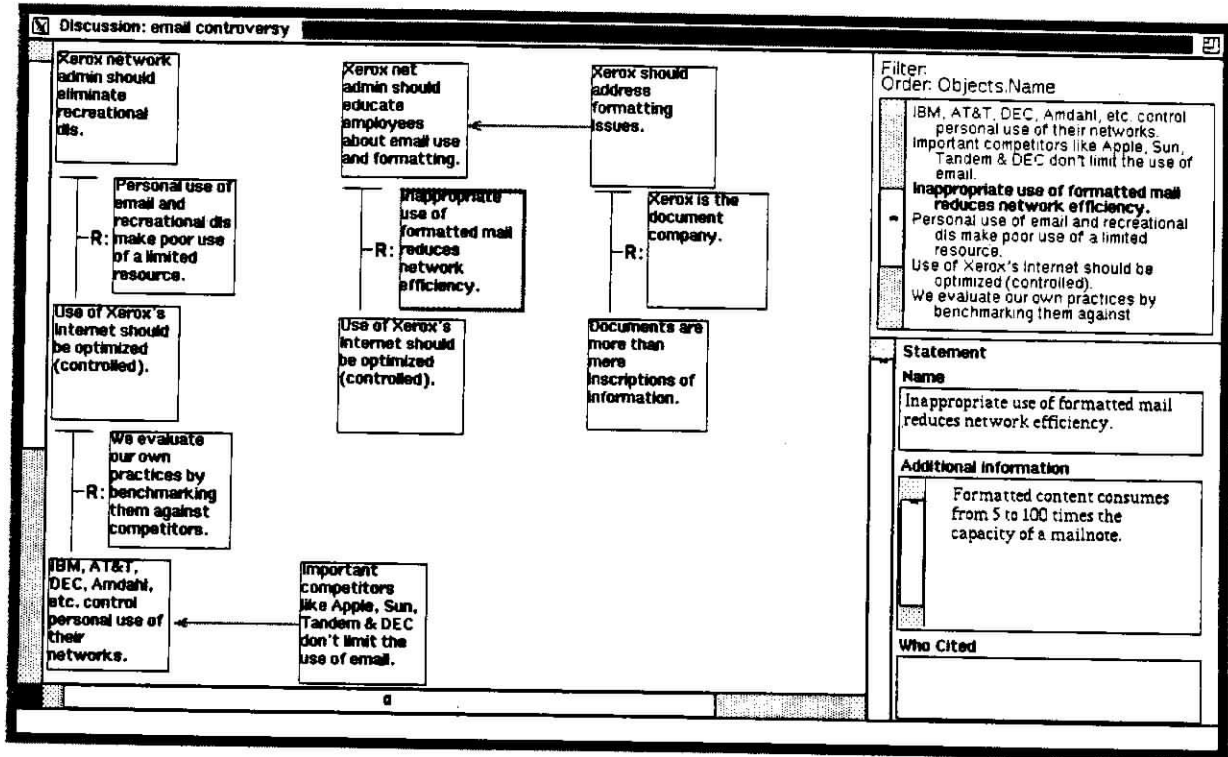 Discussion: email controversy
Xerox network
admin should
eliminate
recreational
dls.
Xerox net
admin should
educate
employees
about email use
and formatting.
Xerox should
address
formatting
issues.
R:
Personal use of
email and
recreational dls
make poor use
of a limited
resource.
R:
Inappropriate
use of
formatted mail
reduces
network
efficiency.
R:
Xerox is the
document
company.
Use of Xerox's
Internet should
be optimized
(controlled).
Use of Xerox's
Internet should
be optimized
(controlled).
Documents are
more than
mere
inscriptions of
information.
R:
We evaluate
our own
practices by
benchmarking
them against
competitors.
IBM, AT&T,
DEC, Amdahl,
etc. control
personal use of
their
networks.
Important
competitors
like Apple, Sun,
Tandem & DEC
don't limit the
use of email.
Filter:
Order: Objects.Name
IBM, AT&T, DEC, Amdahl, etc. control
personal use of their networks.
Important competitors like Apple, Sun,
Tandem & DEC don't limit the use of
email.
Inappropriate use of formatted mail
reduces network efficiency.
Personal use of email and recreational
dls make poor use of a limited
resource.
Use of Xerox's Internet should be
optimized (controlled).
We evaluate our own practices by
benchmarking them against
Statement
Name
Inappropriate use of formatted mail
reduces network efficiency.
Additional information
Formatted content consumes
from 5 to 100 times the
capacity of a mailnote.
Who Cited